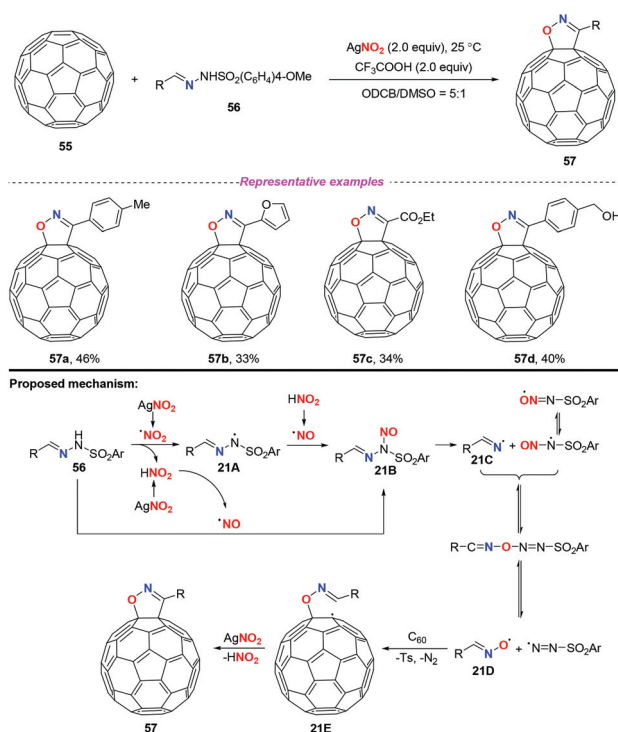 AgNO2 (2.0 equiv), 25 °C
CF3COOH (2.0 equiv)
ODCB/DMSO = 5:1
+
R N NHSO2(C6H4)4-OMe
O N R
55
56
57
Representative examples
O N Me
O N O
O N CO2Et
O N OH
57a, 46%
57b, 33%
57c, 34%
57d, 40%
Proposed mechanism:
AgNO2
•NO2
R N H N SO2Ar
56
HNO2
AgNO2
•NO
R N N• SO2Ar
21A
HNO2
•NO
R N NO N SO2Ar
21B
•ON=N-SO2Ar
R N• + ON-N•-SO2Ar
21C
R-C=N-O-N=N-SO2Ar
R N O• + •N=N-SO2Ar
21D
C60
-Ts, -N2
O N R
•
21E
AgNO2
-HNO2
O N R
57